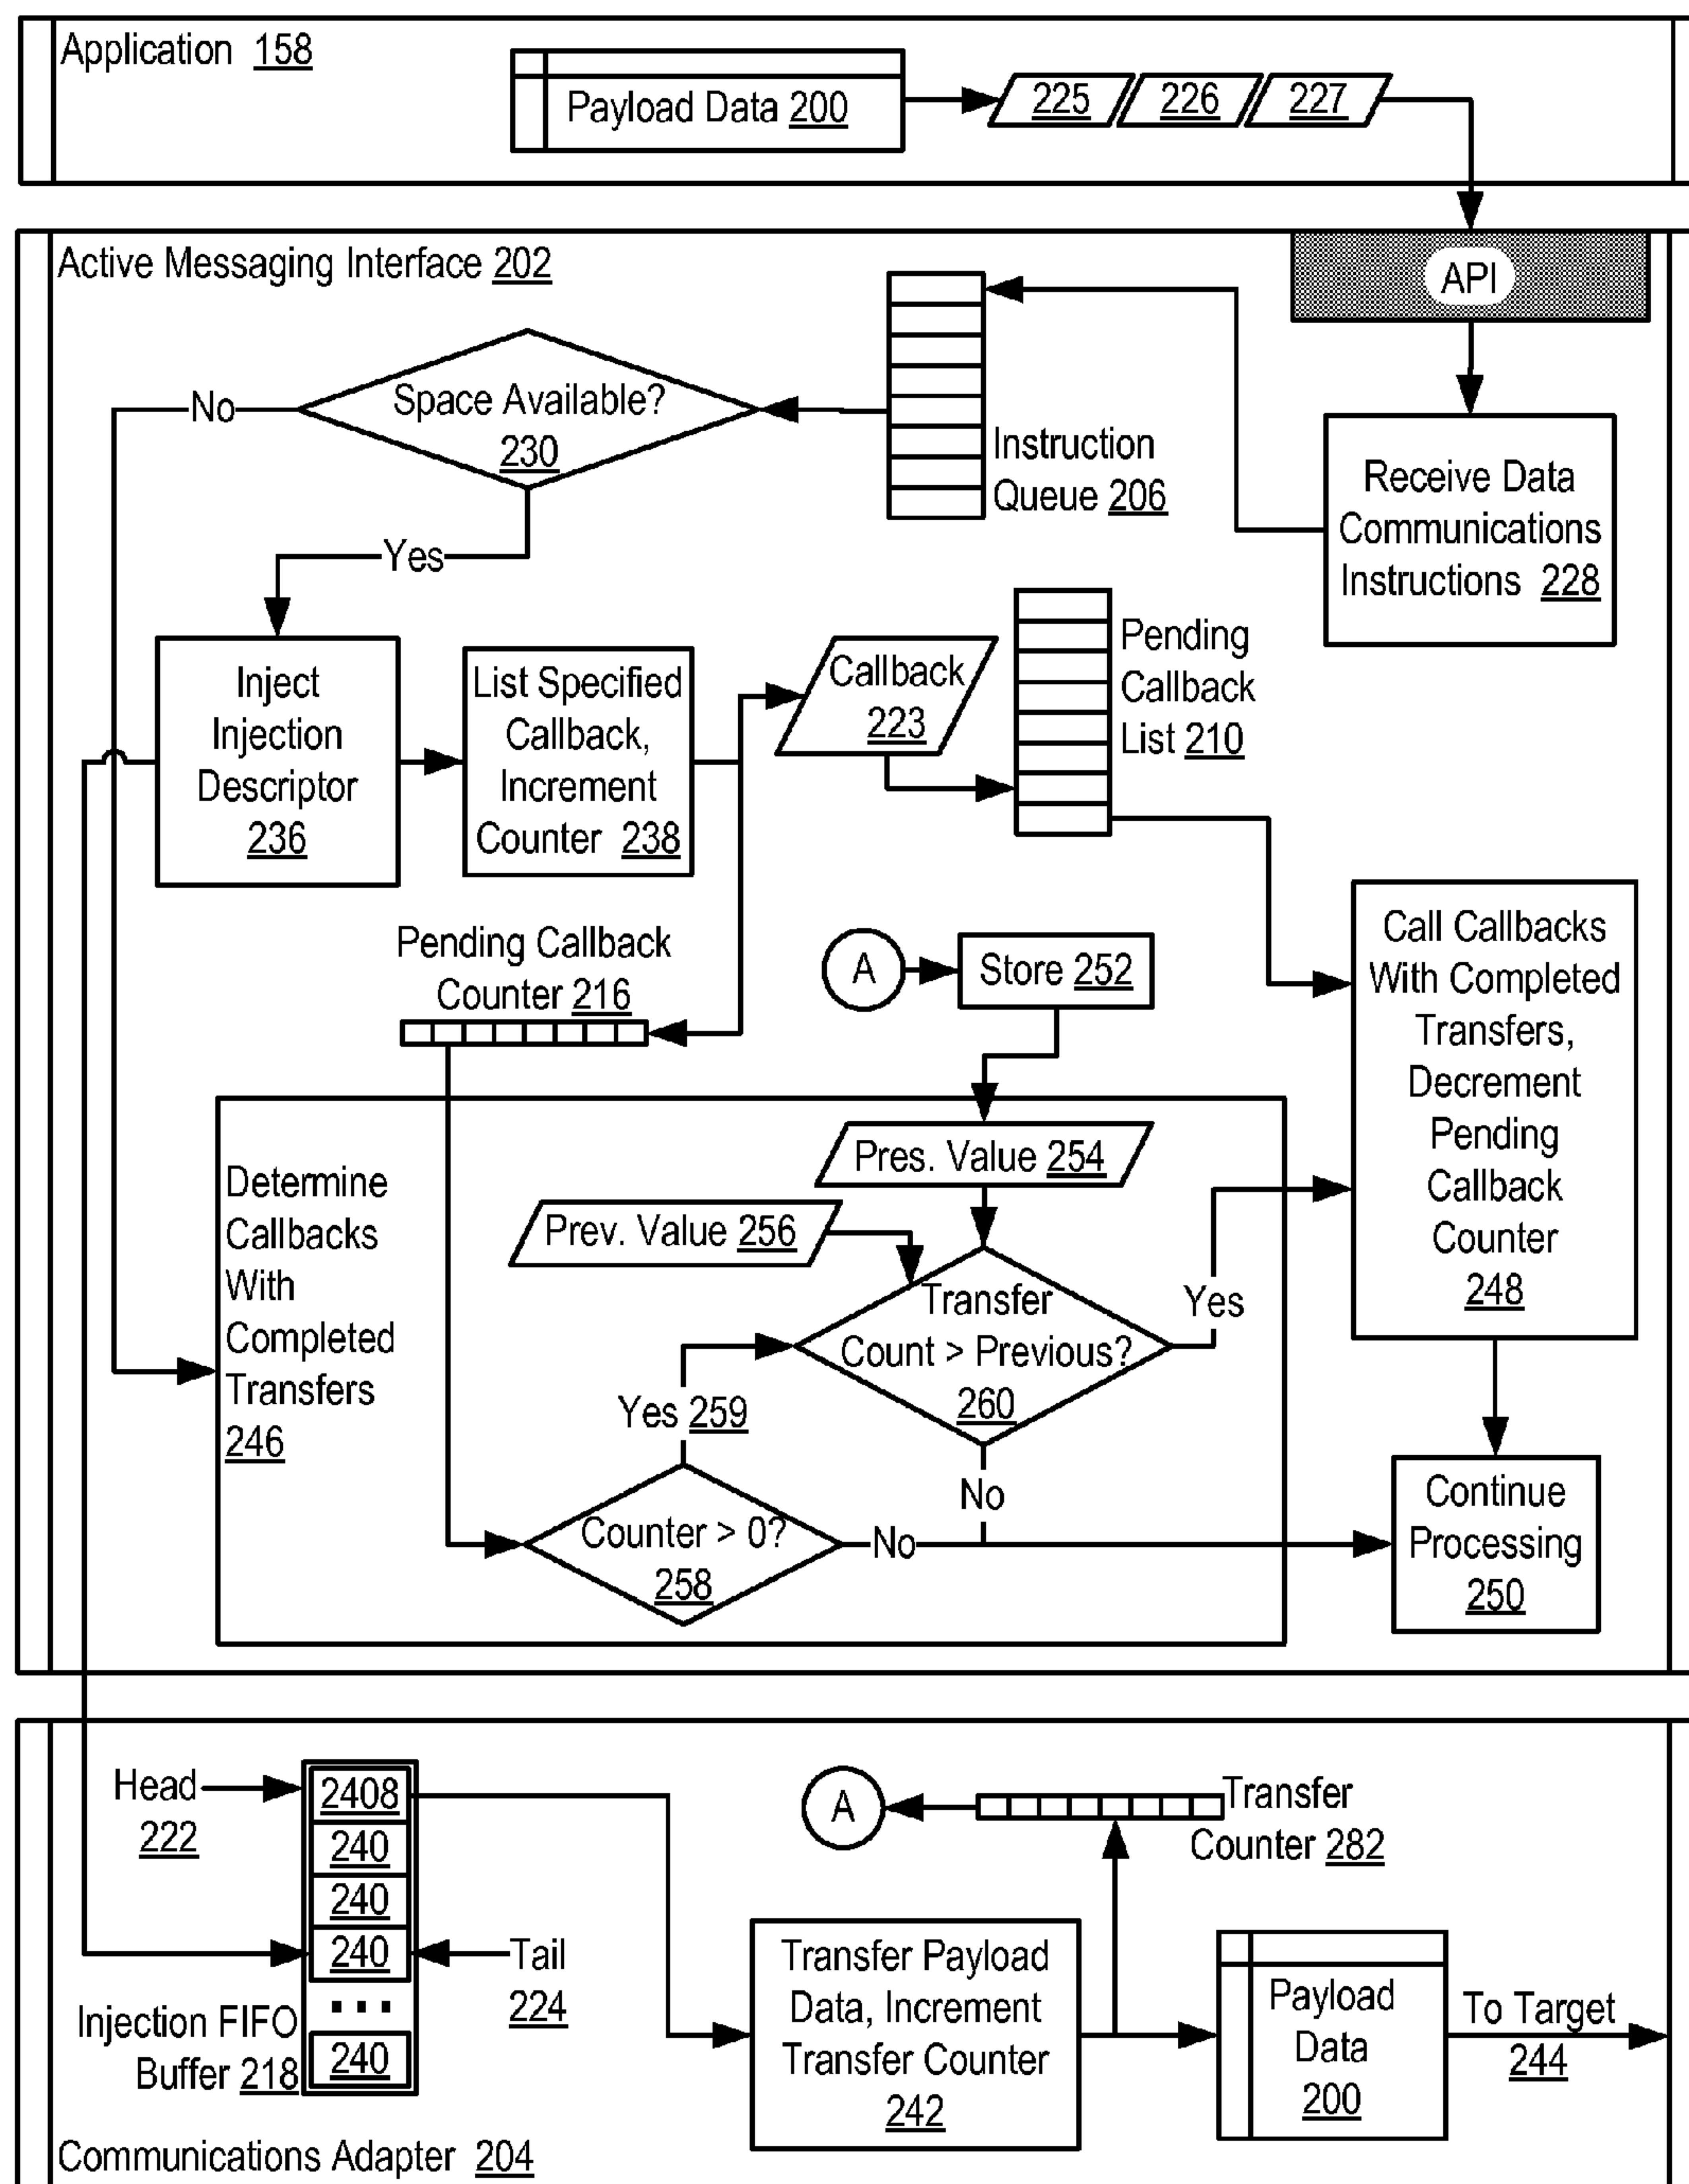 Application 158
Payload Data 200
225 226 227
Active Messaging Interface 202
API
Space Available?
230
No
Yes
Instruction
Queue 206
Receive Data
Communications
Instructions 228
Inject
Injection
Descriptor
236
List Specified
Callback,
Increment
Counter 238
Callback
223
Pending
Callback
List 210
Pending Callback
Counter 216
A
Store 252
Call Callbacks
With Completed
Transfers,
Decrement
Pending
Callback
Counter
248
Determine
Callbacks
With
Completed
Transfers
246
Pres. Value 254
Prev. Value 256
Transfer
Count > Previous?
260
Yes
Yes 259
No
Counter > 0?
258
No
Continue
Processing
250
Head
222
2408
240
240
240
...
240
Tail
224
Injection FIFO
Buffer 218
A
Transfer
Counter 282
Transfer Payload
Data, Increment
Transfer Counter
242
Payload
Data
200
To Target
244
Communications Adapter 204